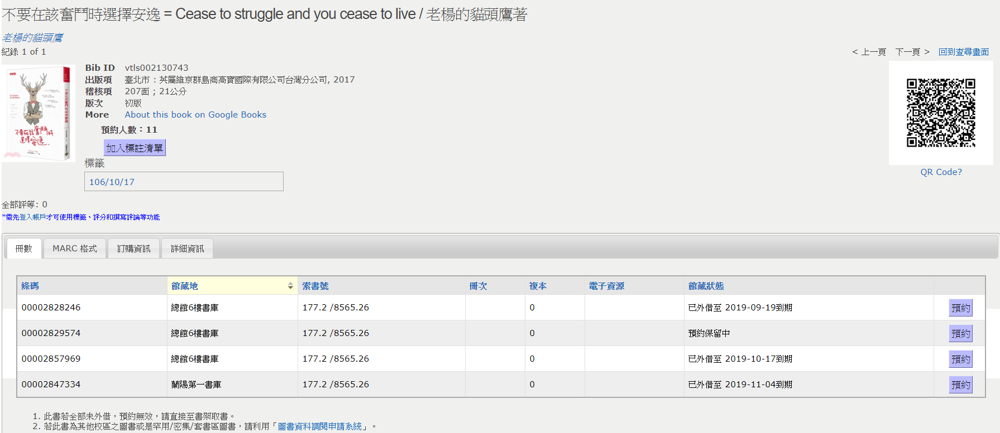 不要在該奮鬥時選擇安逸 = Cease to struggle and you cease to live / 老楊的貓頭鷹著
老楊的貓頭鷹
紀錄 1 of 1
< 上一頁 下一頁 > 回到查尋畫面
Bib ID vtls002130743
出版項 臺北市 : 英屬維京群島商高寶國際有限公司台灣分公司, 2017
稽核項 207面 ; 21公分
版次 初版
More About this book on Google Books
預約人數：11
加入標註清單
標籤
106/10/17
不要在該奮鬥時
選擇安逸
QR Code?
全部評等: 0
*需先登入帳戶才可使用標籤、評分和撰寫評論等功能
冊數 MARC 格式 訂購資訊 詳細資訊
條碼 館藏地 索書號 冊次 複本 電子資源 館藏狀態
00002828246 總館6樓書庫 177.2 /8565.26 0 已外借至 2019-09-19到期 預約
00002829574 總館6樓書庫 177.2 /8565.26 0 預約保留中 預約
00002857969 總館6樓書庫 177.2 /8565.26 0 已外借至 2019-10-17到期 預約
00002847334 蘭陽第一書庫 177.2 /8565.26 0 已外借至 2019-11-04到期 預約
1. 此書若全部未外借，預約無效，請直接至書架取書。
2. 若此書為其他校區之圖書或是罕用/密集/套書區圖書，請利用「圖書資料調閱申請系統」。